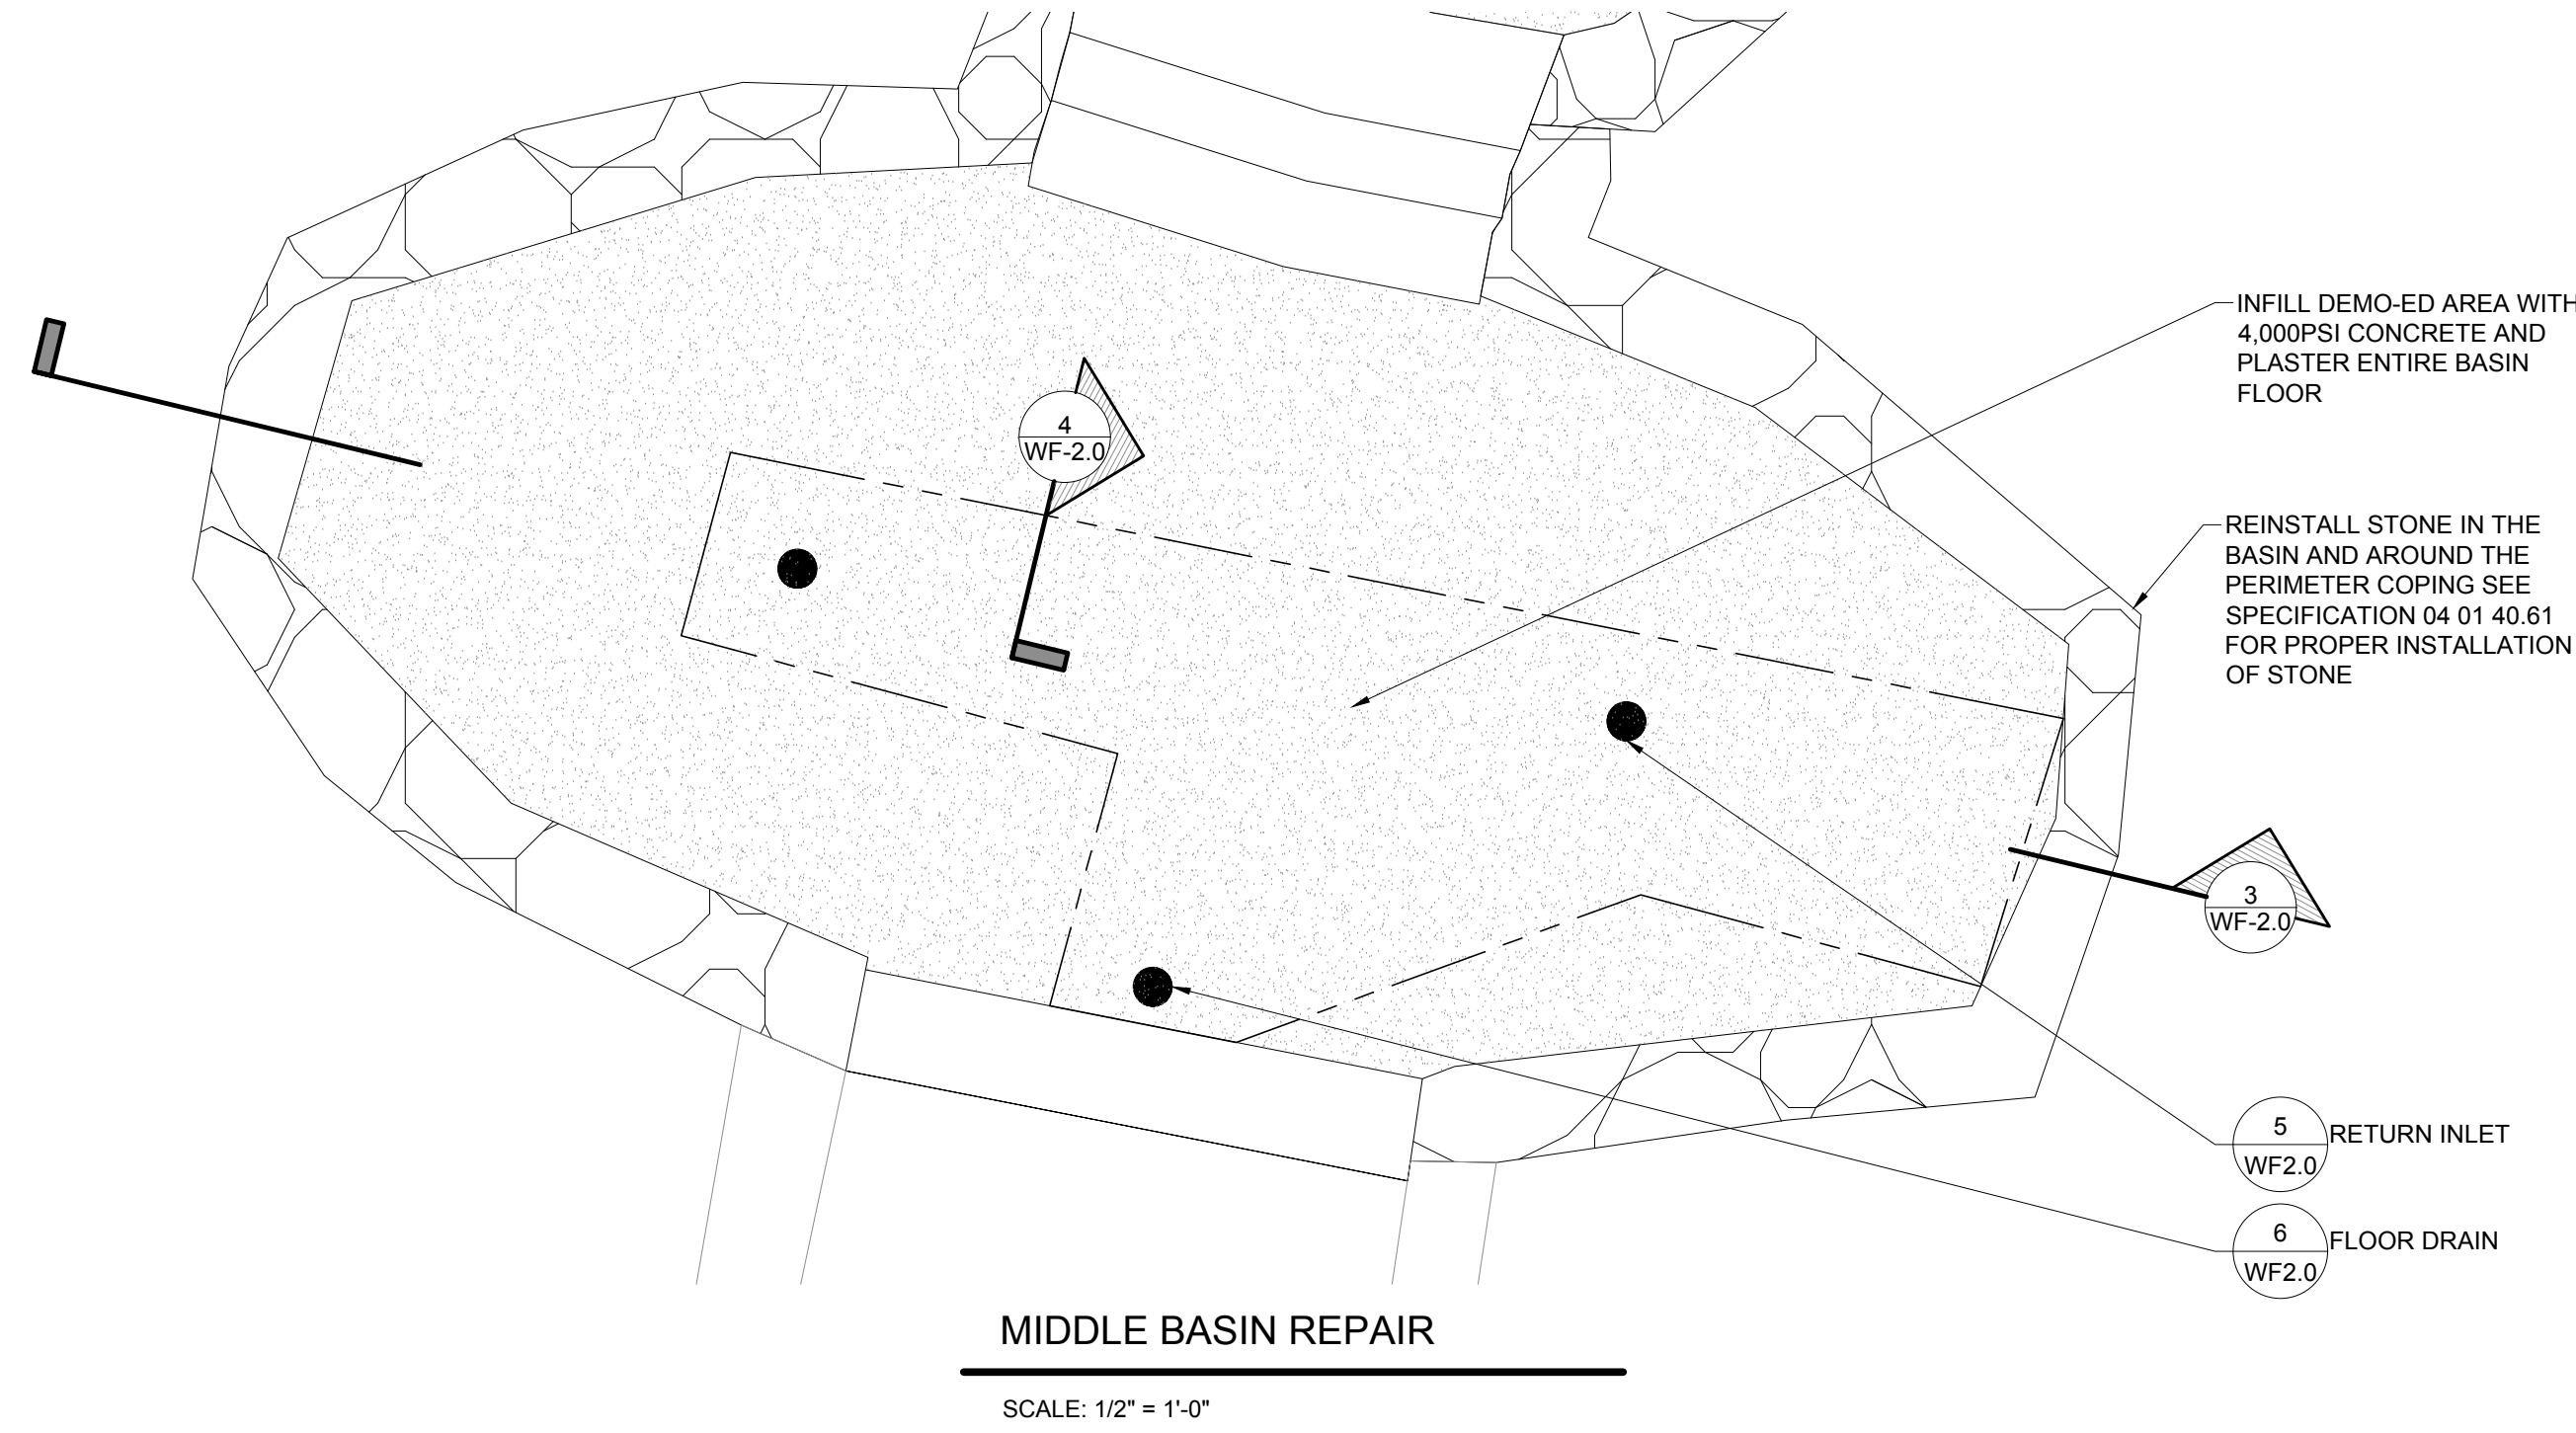 INFILL DEMO-ED AREA WITH
4,000PSI CONCRETE AND
PLASTER ENTIRE BASIN
FLOOR
4
WF-2.0
REINSTALL STONE IN THE
BASIN AND AROUND THE
PERIMETER COPING SEE
SPECIFICATION 04 01 40.61
FOR PROPER INSTALLATION
OF STONE
3
WF-2.0
5
WF2.0
RETURN INLET
6
WF2.0
FLOOR DRAIN
MIDDLE BASIN REPAIR
SCALE: 1/2" = 1'-0"